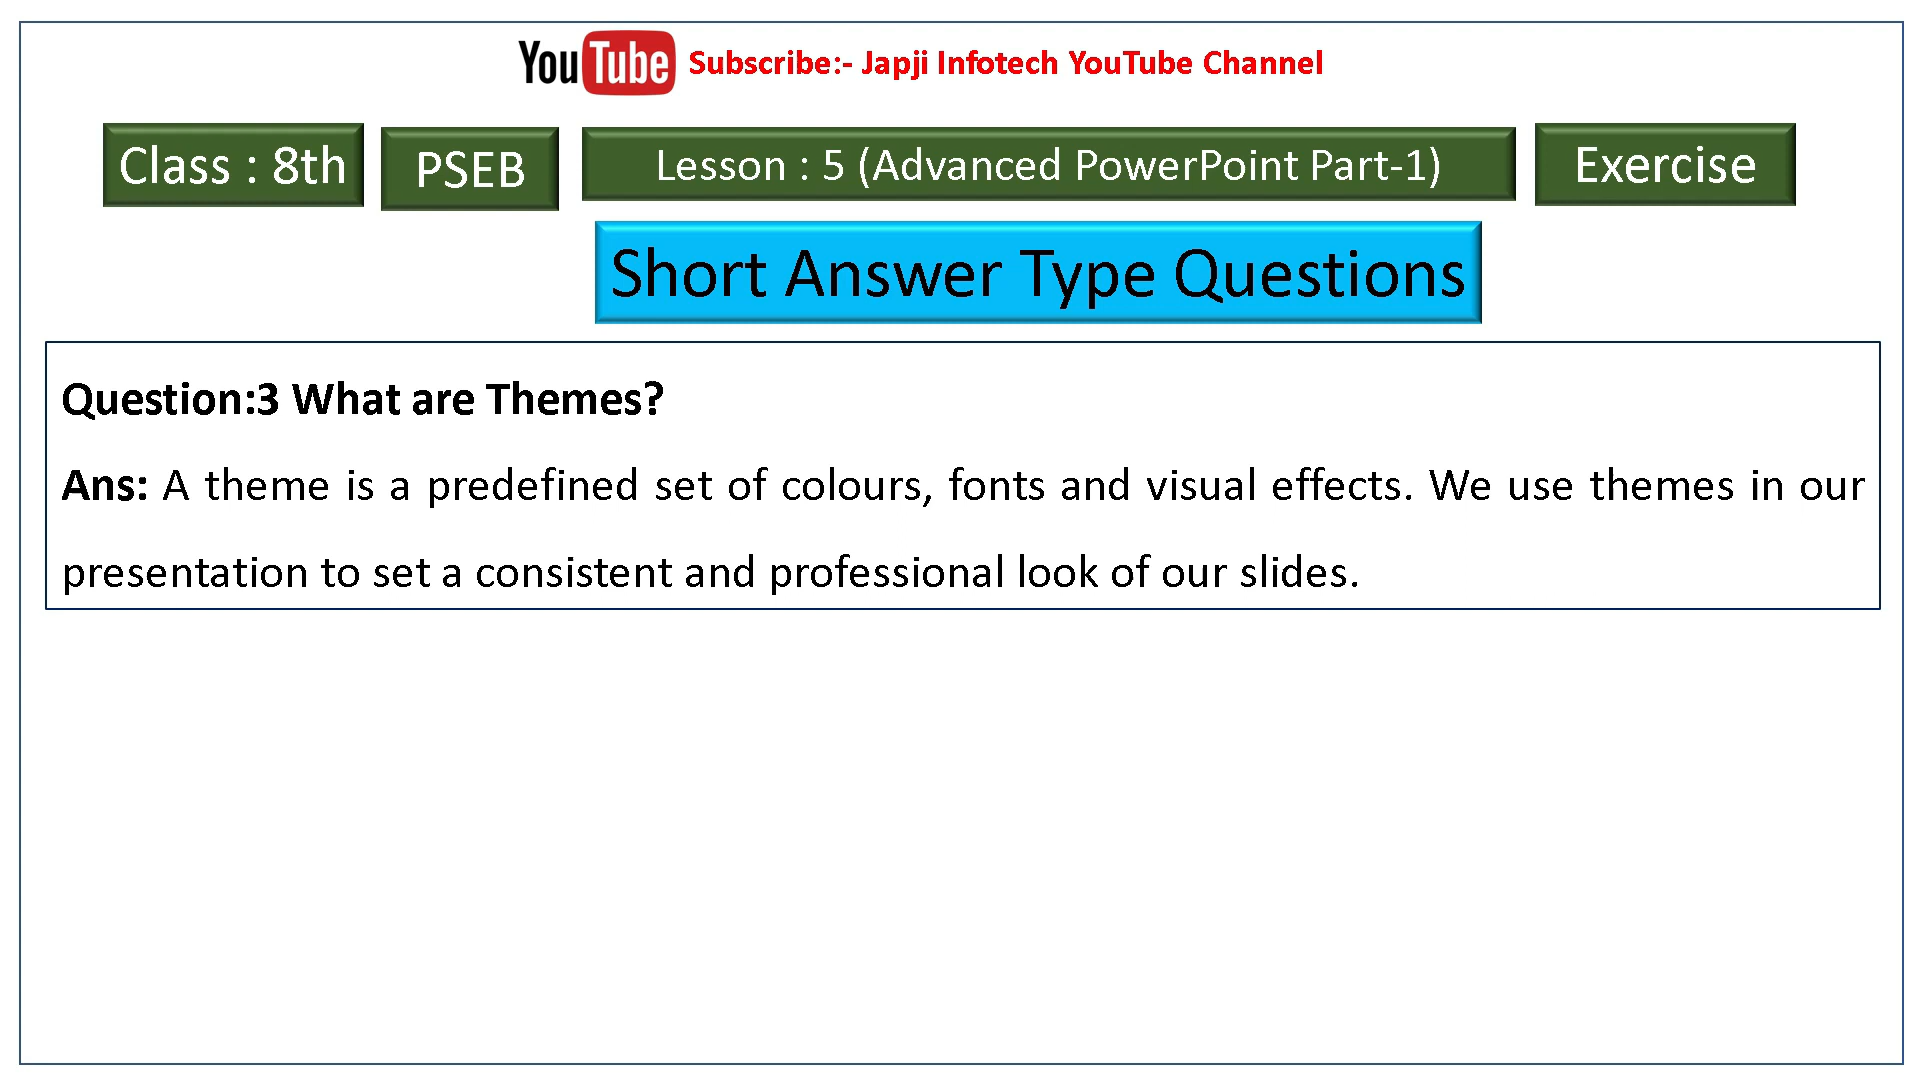 YouTube Subscribe:- Japji Infotech YouTube Channel
Class : 8th PSEB Lesson : 5 (Advanced PowerPoint Part-1) Exercise
Short Answer Type Questions
Question:3 What are Themes?
Ans: A theme is a predefined set of colours, fonts and visual effects. We use themes in our
presentation to set a consistent and professional look of our slides.